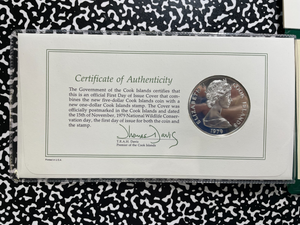 Certificate of Authenticity
The Government of the Cook Islands certifies that
this is an official First Day of Issue Cover that com-
bines the new five-dollar Cook Islands coin with a
new one-dollar Cook Islands stamp. The Cover was
officially postmarked in the Cook Islands and dated
the 15th of November, 1979 National Wildlife Conser-
vation day, the first day of issue for both the coin and
the stamp.
T.R.A.H. Davis,
Premier of the Cook Islands
ELIZABETH II
ISLANDS
1979